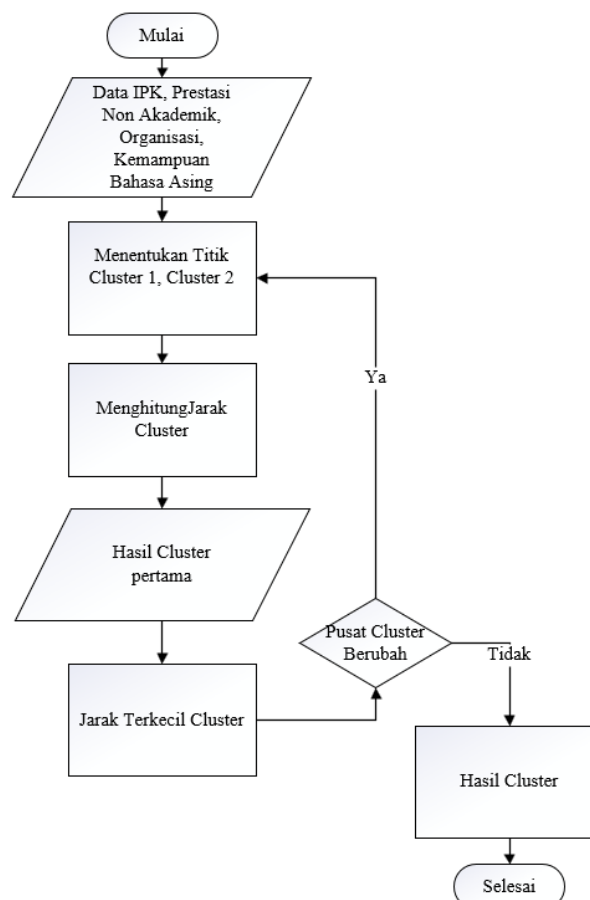 Mulai
Data IPK, Prestasi
Non Akademik,
Organisasi,
Kemampuan
Bahasa Asing
Menentukan Titik
Cluster 1, Cluster 2
MenghitungJarak
Cluster
Hasil Cluster
pertama
Jarak Terkecil Cluster
Pusat Cluster
Berubah
Ya
Tidak
Hasil Cluster
Selesai